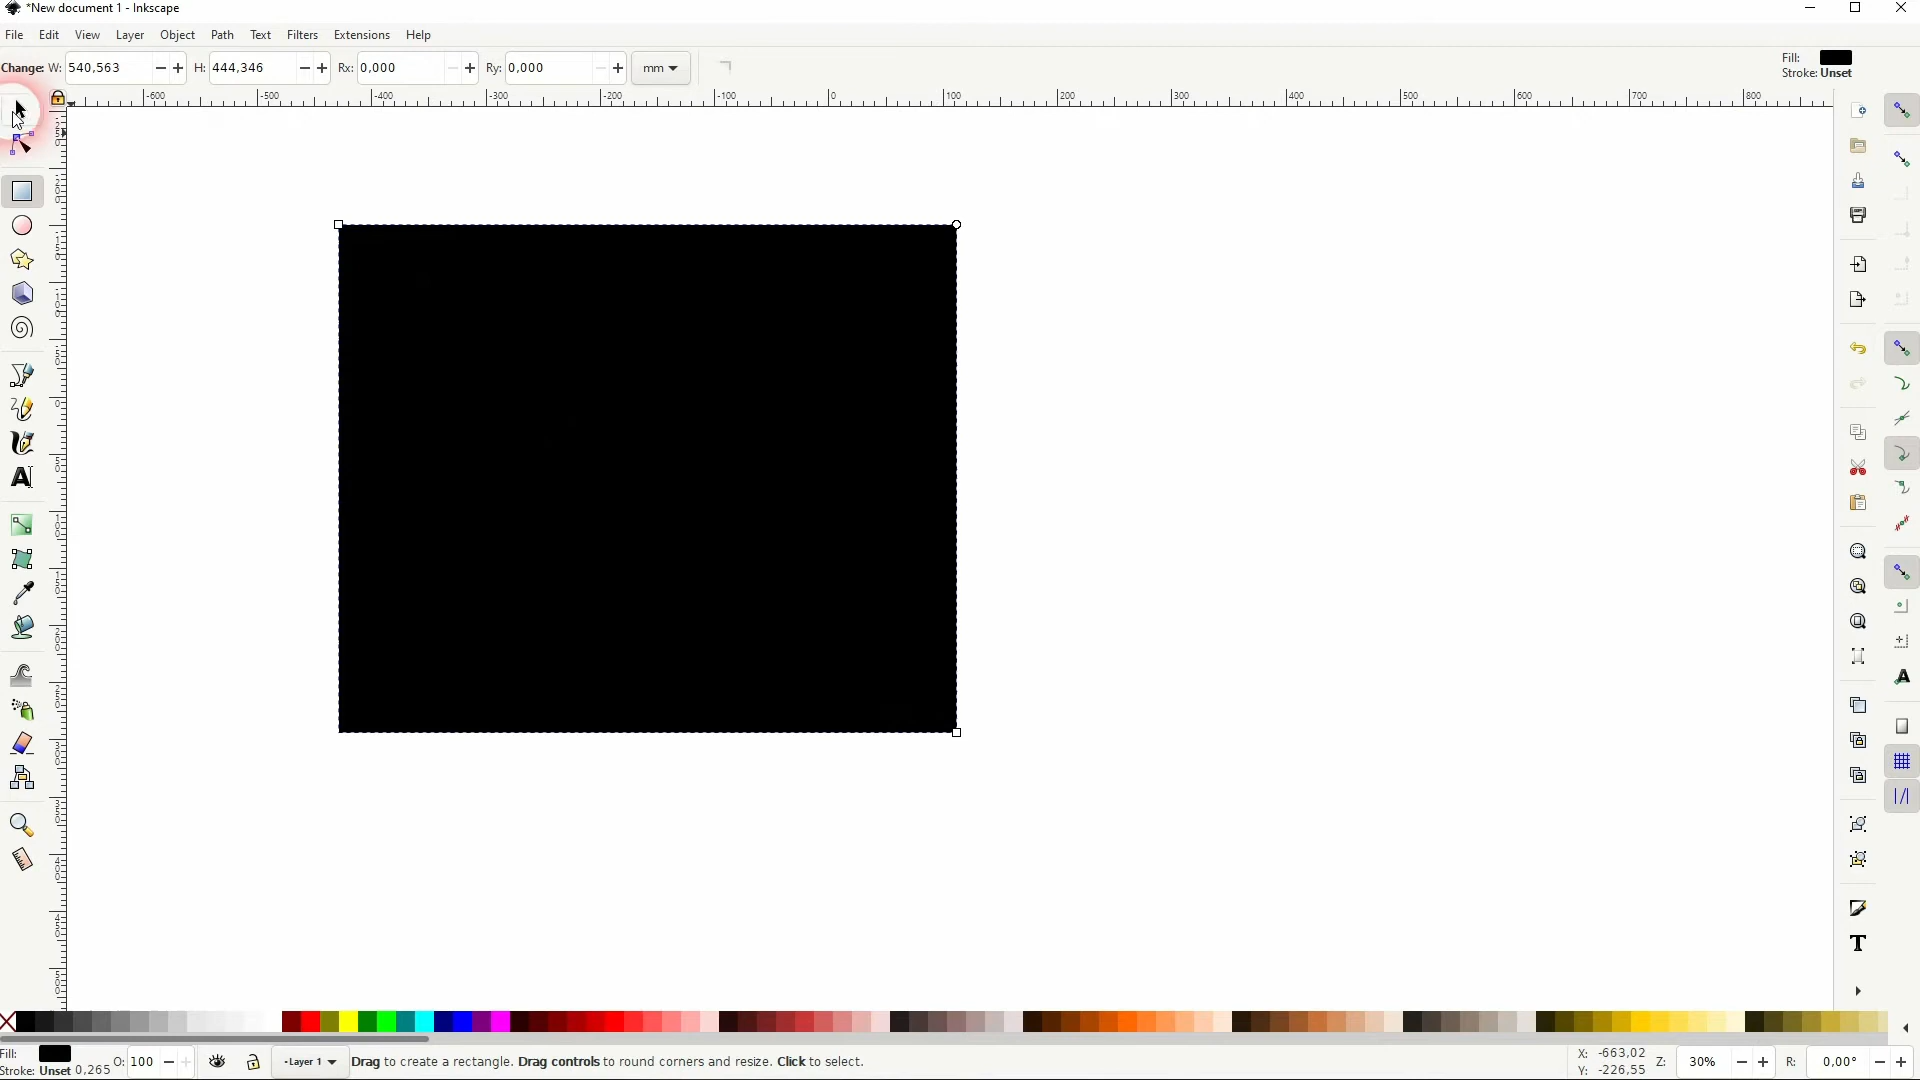 *New document 1 - Inkscape
File Edit View Layer Object Path Text Filters Extensions Help
Change: W: 540,563 H: 444,346 Rx: 0,000 Ry: 0,000 mm
Fill:
Stroke: Unset
-600 -500 -400 -300 -200 -100 0 100 200 300 400 500 600 700 800
Fill:
Stroke: Unset 0,265
O: 100
-Layer 1
Drag to create a rectangle. Drag controls to round corners and resize. Click to select.
X: -663,02
Y: -226,55
Z: 30%
R: 0,00°